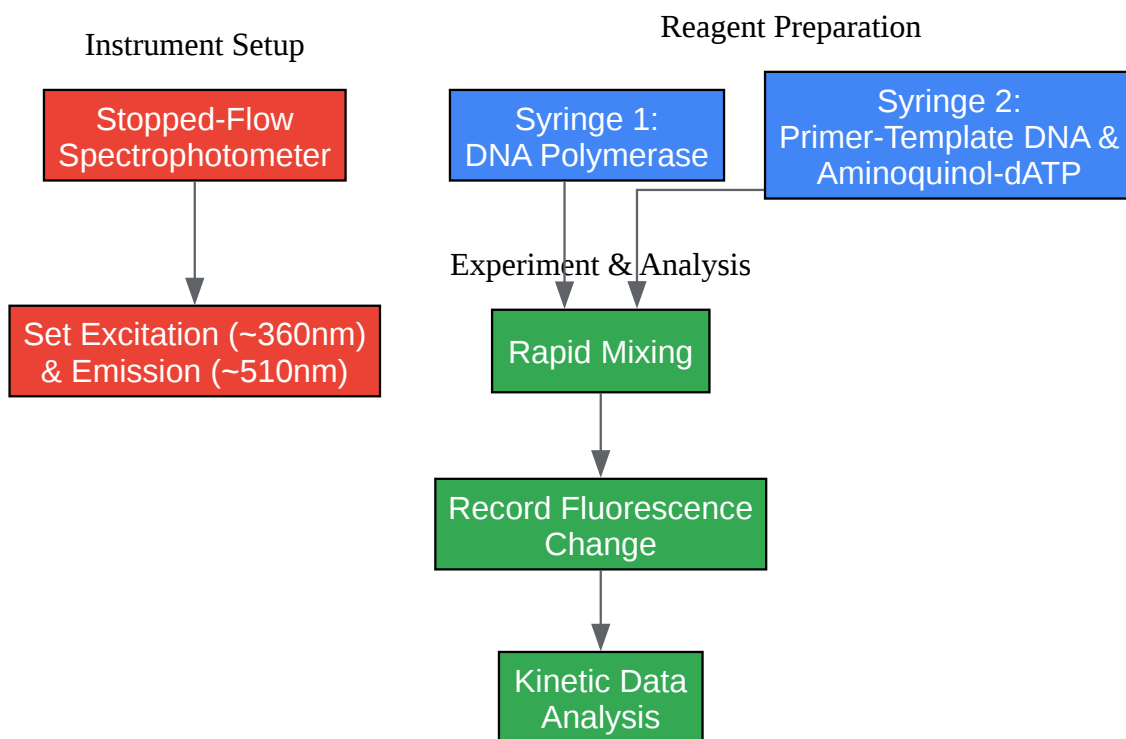 Instrument Setup
Reagent Preparation
Stopped-Flow
Spectrophotometer
Syringe 1:
DNA Polymerase
Syringe 2:
Primer-Template DNA &
Aminoquinol-dATP
Experiment & Analysis
Set Excitation (~360nm)
& Emission (~510nm)
Rapid Mixing
Record Fluorescence
Change
Kinetic Data
Analysis